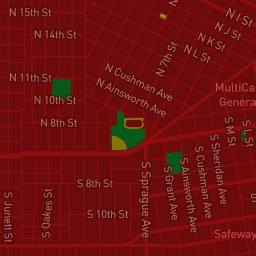 N 15th St
N I St
N J St
N 14th St
N K St
N L St
N 7th St
N Cushman Ave
N 11th St
N Ainsworth Ave
MultiCa
Genera
N 10th St
N 8th St
S M St
S L St
S 8th St
S Sprague Ave
S Grant Ave
S Ainsworth Ave
S Cushman Ave
S Sheridan Ave
S Junett St
S Oakes St
S 10th St
Safeway